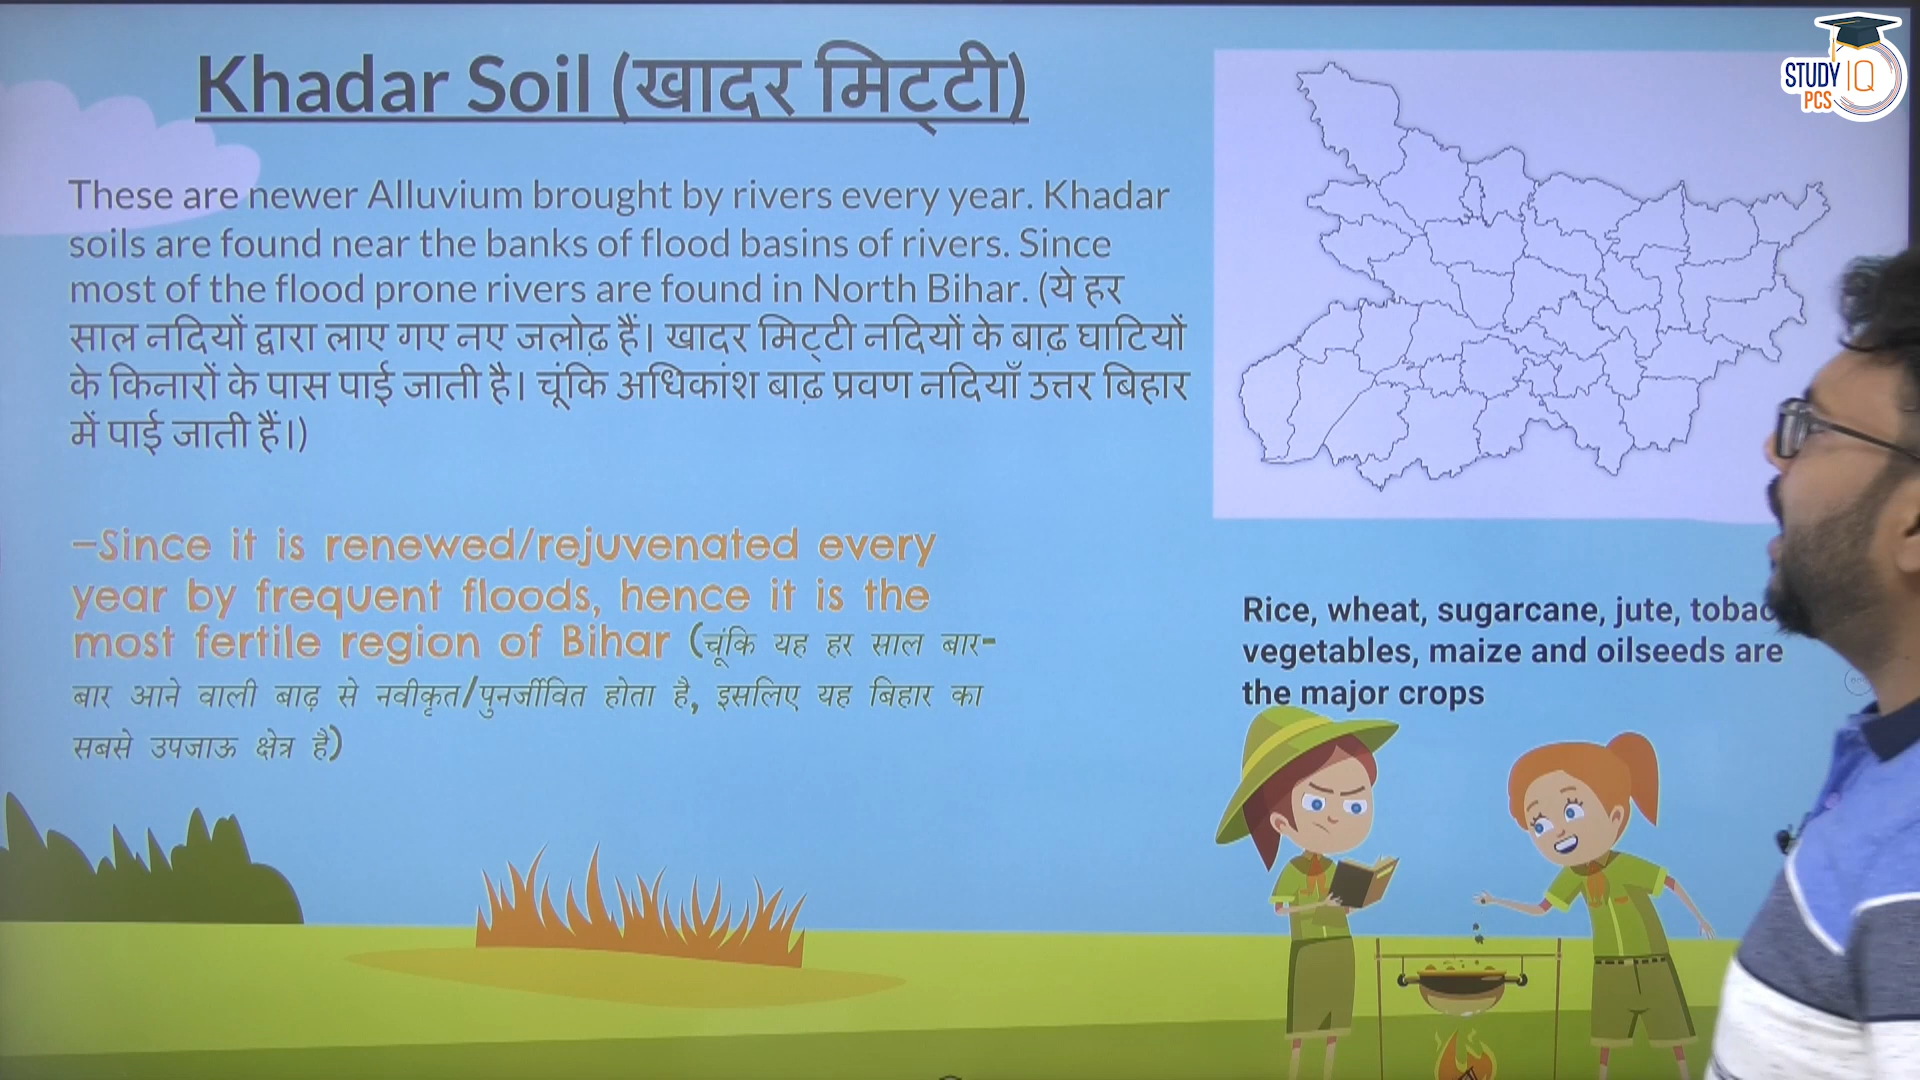 Khadar Soil (खादर मिट्टी)
These are newer Alluvium brought by rivers every year. Khadar
soils are found near the banks of flood basins of rivers. Since
most of the flood prone rivers are found in North Bihar. (ये हर
साल नदियों द्वारा लाए गए नए जलोढ़ हैं। खादर मिट्टी नदियों के बाढ़ घाटियों
के किनारों के पास पाई जाती है। चूंकि अधिकांश बाढ़ प्रवण नदियाँ उत्तर बिहार
में पाई जाती हैं।)
–Since it is renewed/rejuvenated every
year by frequent floods, hence it is the
most fertile region of Bihar (चूंकि यह हर साल बार-
बार आने वाली बाढ़ से नवीकृत/पुनर्जीवित होता है, इसलिए यह बिहार का
सबसे उपजाऊ क्षेत्र है)
STUDY IQ
PCS
Rice, wheat, sugarcane, jute,
vegetables, maize and oilseeds are
the major crops